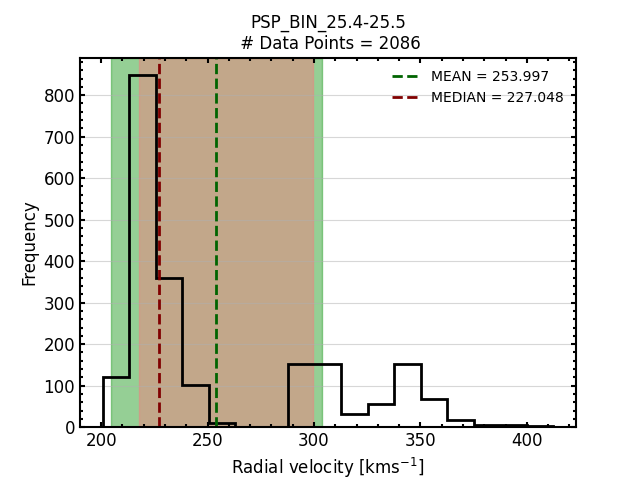 PSP_BIN_25.4-25.5
# Data Points = 2086
MEAN = 253.997
MEDIAN = 227.048
800
700
600
500
400
300
200
100
0
Frequency
200 250 300 350 400
Radial velocity [kms⁻¹]